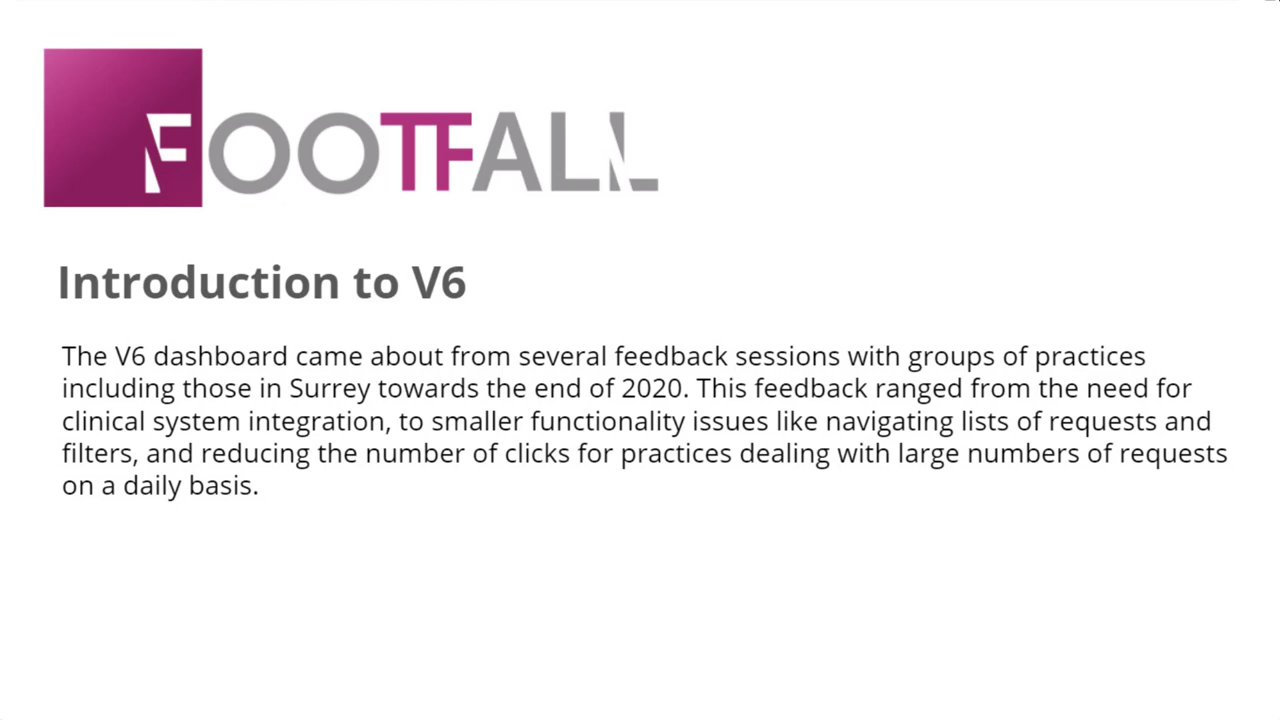 FOOTFALL
Introduction to V6
The V6 dashboard came about from several feedback sessions with groups of practices
including those in Surrey towards the end of 2020. This feedback ranged from the need for
clinical system integration, to smaller functionality issues like navigating lists of requests and
filters, and reducing the number of clicks for practices dealing with large numbers of requests
on a daily basis.